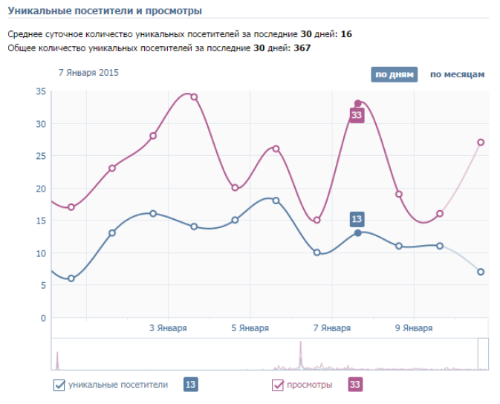 Уникальные посетители и просмотры
Среднее суточное количество уникальных посетителей за последние 30 дней: 16
Общее количество уникальных посетителей за последние 30 дней: 367
7 Января 2015
по дням по месяцам
35
30
25
20
15
10
5
0
33
13
3 Января 5 Января 7 Января 9 Января
уникальные посетители 13 просмотры 33